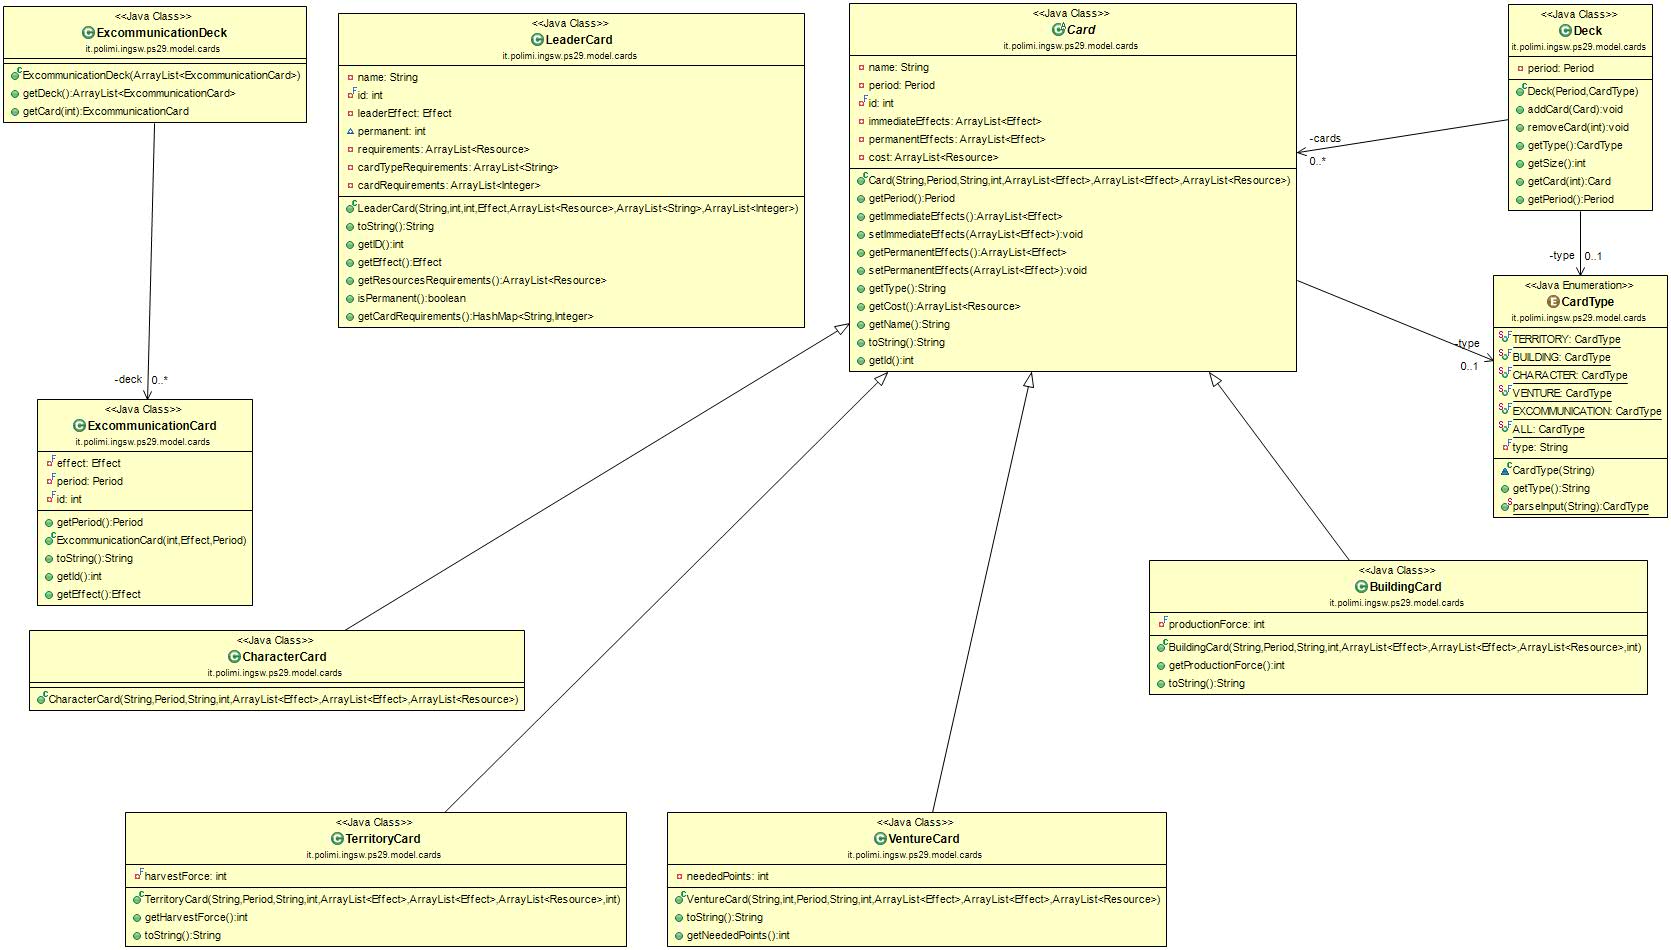 <<Java Class>>
ExcommunicationDeck
it.polimi.ingsw.ps29.model.cards
ExcommunicationDeck(ArrayList<ExcommunicationCard>)
getDeck():ArrayList<ExcommunicationCard>
getCard(int):ExcommunicationCard
<<Java Class>>
LeaderCard
it.polimi.ingsw.ps29.model.cards
name: String
id: int
leaderEffect: Effect
permanent: int
requirements: ArrayList<Resource>
cardTypeRequirements: ArrayList<String>
cardRequirements: ArrayList<Integer>
LeaderCard(String,int,int,Effect,ArrayList<Resource>,ArrayList<String>,ArrayList<Integer>)
toString():String
getID():int
getEffect():Effect
getResourcesRequirements():ArrayList<Resource>
isPermanent():boolean
getCardRequirements():HashMap<String,Integer>
<<Java Class>>
Card
it.polimi.ingsw.ps29.model.cards
name: String
period: Period
id: int
immediateEffects: ArrayList<Effect>
permanentEffects: ArrayList<Effect>
cost: ArrayList<Resource>
Card(String,Period,String,int,ArrayList<Effect>,ArrayList<Effect>,ArrayList<Resource>)
getPeriod():Period
getImmediateEffects():ArrayList<Effect>
setImmediateEffects(ArrayList<Effect>):void
getPermanentEffects():ArrayList<Effect>
setPermanentEffects(ArrayList<Effect>):void
getType():String
getCost():ArrayList<Resource>
getName():String
toString():String
getId():int
<<Java Class>>
Deck
it.polimi.ingsw.ps29.model.cards
period: Period
Deck(Period,CardType)
addCard(Card):void
removeCard(int):void
getType():CardType
getSize():int
getCard(int):Card
getPeriod():Period
-cards
0..*
-type 0..1
<<Java Enumeration>>
CardType
it.polimi.ingsw.ps29.model.cards
TERRITORY: CardType
BUILDING: CardType
CHARACTER: CardType
VENTURE: CardType
EXCOMMUNICATION: CardType
ALL: CardType
type: String
CardType(String)
getType():String
parseInput(String):CardType
-type
0..1
-deck 0..*
<<Java Class>>
ExcommunicationCard
it.polimi.ingsw.ps29.model.cards
effect: Effect
period: Period
id: int
getPeriod():Period
ExcommunicationCard(int,Effect,Period)
toString():String
getId():int
getEffect():Effect
<<Java Class>>
CharacterCard
it.polimi.ingsw.ps29.model.cards
CharacterCard(String,Period,String,int,ArrayList<Effect>,ArrayList<Effect>,ArrayList<Resource>)
<<Java Class>>
BuildingCard
it.polimi.ingsw.ps29.model.cards
productionForce: int
BuildingCard(String,Period,String,int,ArrayList<Effect>,ArrayList<Effect>,ArrayList<Resource>,int)
getProductionForce():int
toString():String
<<Java Class>>
TerritoryCard
it.polimi.ingsw.ps29.model.cards
harvestForce: int
TerritoryCard(String,Period,String,int,ArrayList<Effect>,ArrayList<Effect>,ArrayList<Resource>,int)
getHarvestForce():int
toString():String
<<Java Class>>
VentureCard
it.polimi.ingsw.ps29.model.cards
neededPoints: int
VentureCard(String,int,Period,String,int,ArrayList<Effect>,ArrayList<Effect>,ArrayList<Resource>)
toString():String
getNeededPoints():int